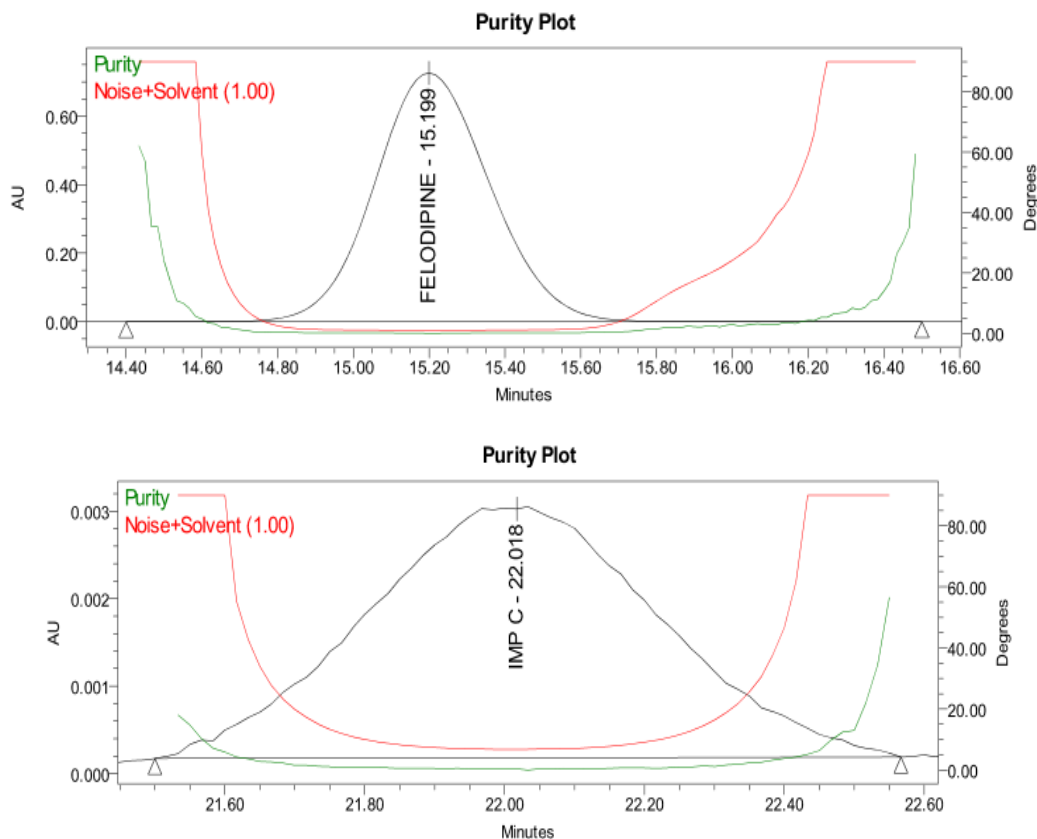 Purity Plot
Purity
Noise+Solvent (1.00)
FELODIPINE - 15.199
AU
0.60
0.40
0.20
0.00
80.00
60.00
40.00
20.00
0.00
Degrees
14.40 14.60 14.80 15.00 15.20 15.40 15.60 15.80 16.00 16.20 16.40 16.60
Minutes
Purity Plot
Purity
Noise+Solvent (1.00)
IMP C - 22.018
AU
0.003
0.002
0.001
0.000
80.00
60.00
40.00
20.00
0.00
Degrees
21.60 21.80 22.00 22.20 22.40 22.60
Minutes